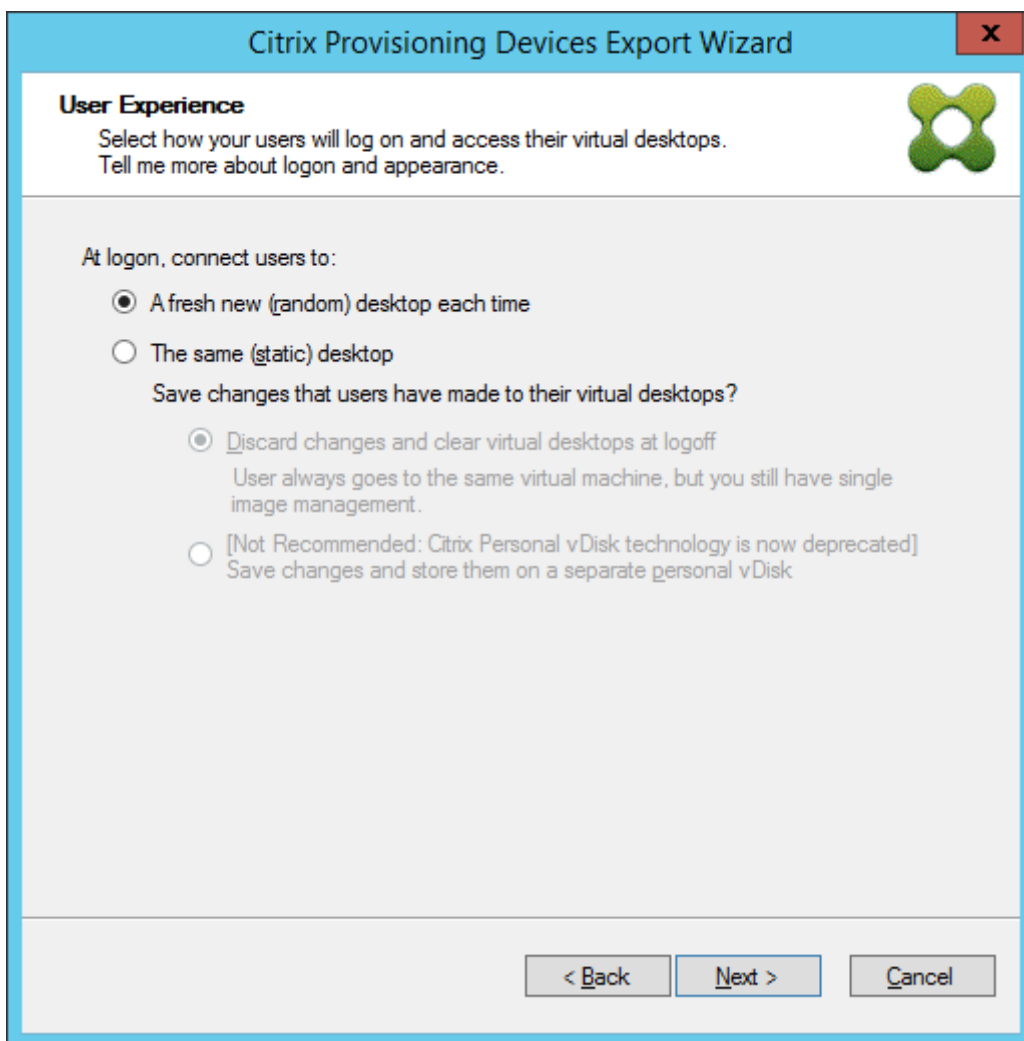 Citrix Provisioning Devices Export Wizard
x
User Experience
Select how your users will log on and access their virtual desktops.
Tell me more about logon and appearance.
At logon, connect users to:
A fresh new (random) desktop each time
The same (static) desktop
Save changes that users have made to their virtual desktops?
Discard changes and clear virtual desktops at logoff
User always goes to the same virtual machine, but you still have single
image management.
[Not Recommended: Citrix Personal vDisk technology is now deprecated]
Save changes and store them on a separate personal vDisk
< Back
Next >
Cancel